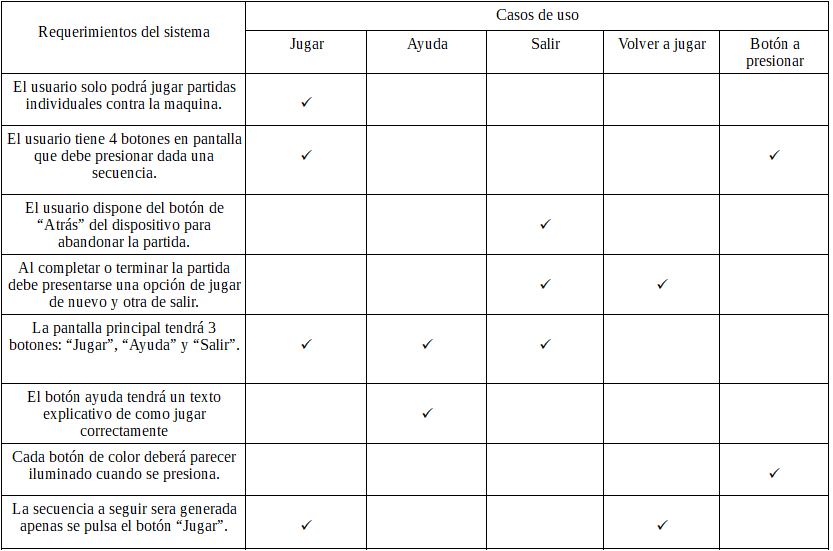 Requerimientos del sistema
Casos de uso
Jugar
Ayuda
Salir
Volver a jugar
Botón a
presionar
El usuario solo podrá jugar partidas
individuales contra la maquina.
✓
El usuario tiene 4 botones en pantalla
que debe presionar dada una
secuencia.
✓
✓
El usuario dispone del botón de
“Atrás” del dispositivo para
abandonar la partida.
✓
Al completar o terminar la partida
debe presentarse una opción de jugar
de nuevo y otra de salir.
✓
✓
La pantalla principal tendrá 3
botones: “Jugar”, “Ayuda” y “Salir”.
✓
✓
✓
El botón ayuda tendrá un texto
explicativo de como jugar
correctamente
✓
Cada botón de color deberá parecer
iluminado cuando se presiona.
✓
La secuencia a seguir sera generada
apenas se pulsa el botón “Jugar”.
✓
✓